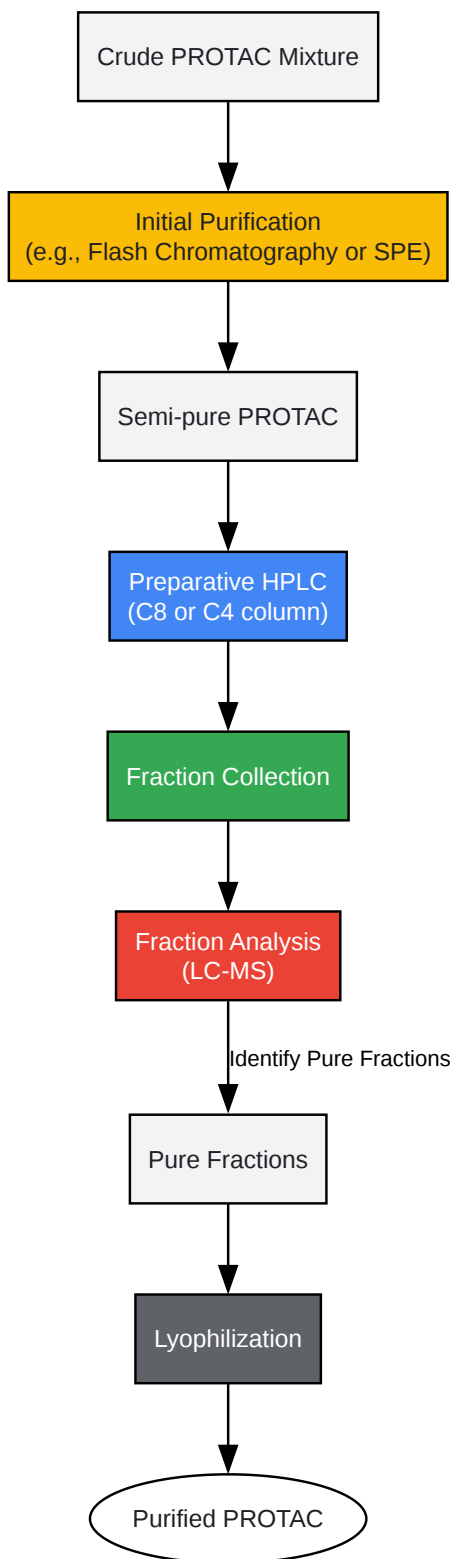 Crude PROTAC Mixture
Initial Purification
(e.g., Flash Chromatography or SPE)
Semi-pure PROTAC
Preparative HPLC
(C8 or C4 column)
Fraction Collection
Fraction Analysis
(LC-MS)
Identify Pure Fractions
Pure Fractions
Lyophilization
Purified PROTAC